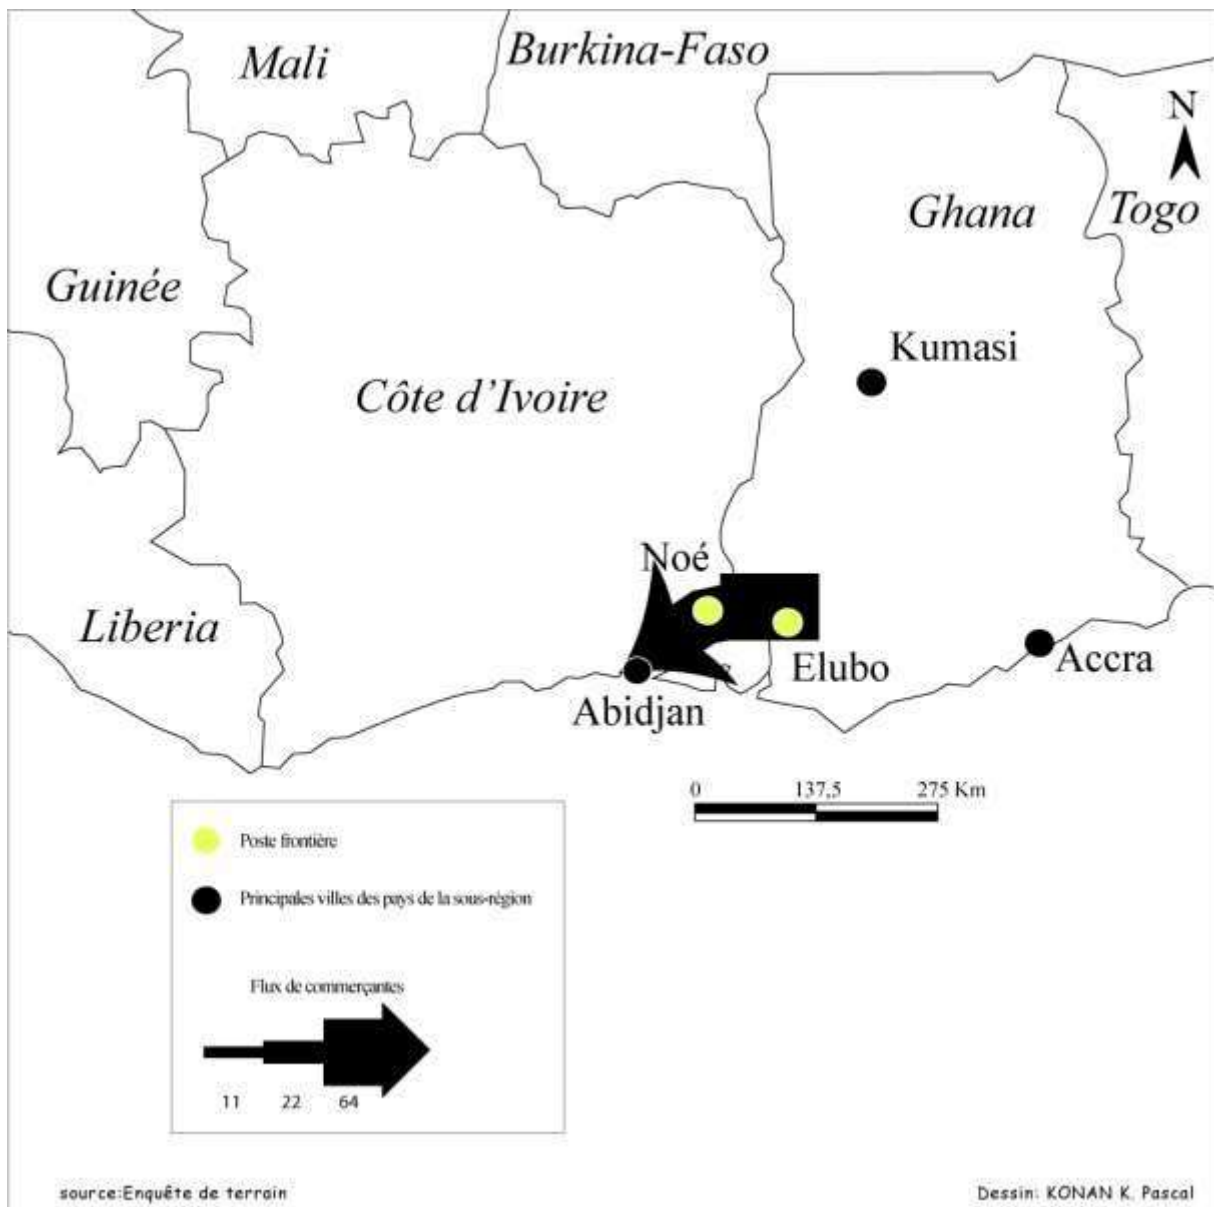 Mali
Burkina-Faso
N
Ghana
Togo
Guinée
Kumasi
Côte d'Ivoire
Noé
Liberia
Elubo
Accra
Abidjan
0 137,5 275 Km
Poste frontière
Principales villes des pays de la sous-région
Flux de commerçantes
11 22 64
source:Enquête de terrain
Dessin: KONAN K. Pascal